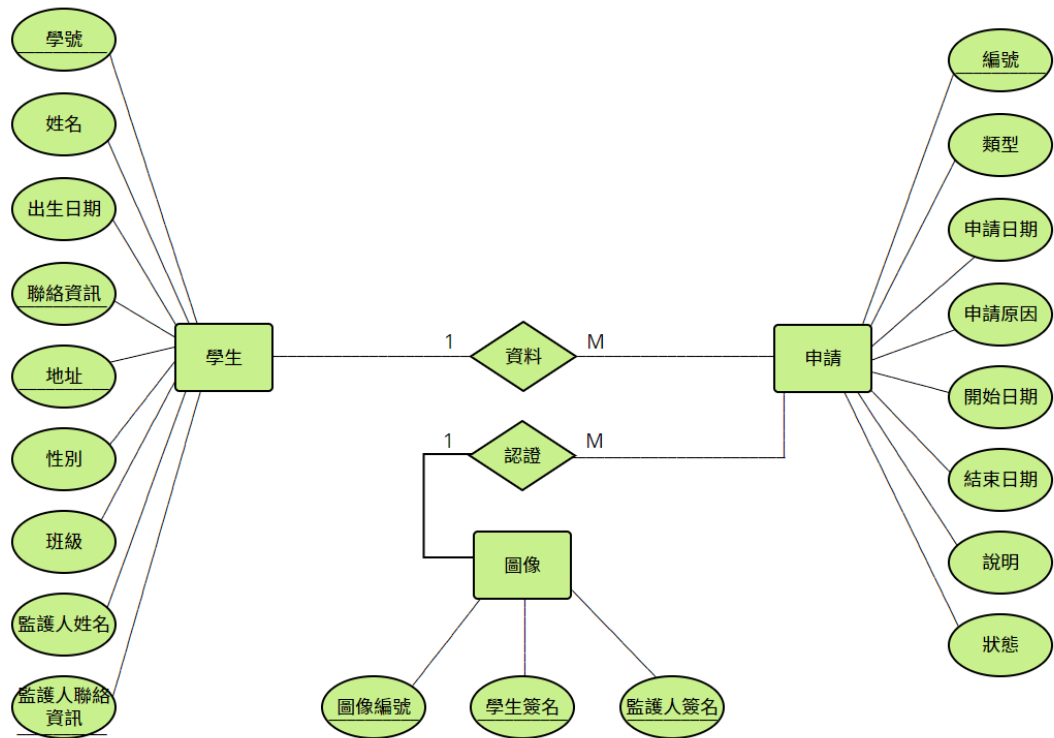 學號
姓名
出生日期
聯絡資訊
地址
性別
班級
監護人姓名
監護人聯絡
資訊
學生
1
資料
M
申請
1
認證
M
圖像
圖像編號
學生簽名
監護人簽名
編號
類型
申請日期
申請原因
開始日期
結束日期
說明
狀態